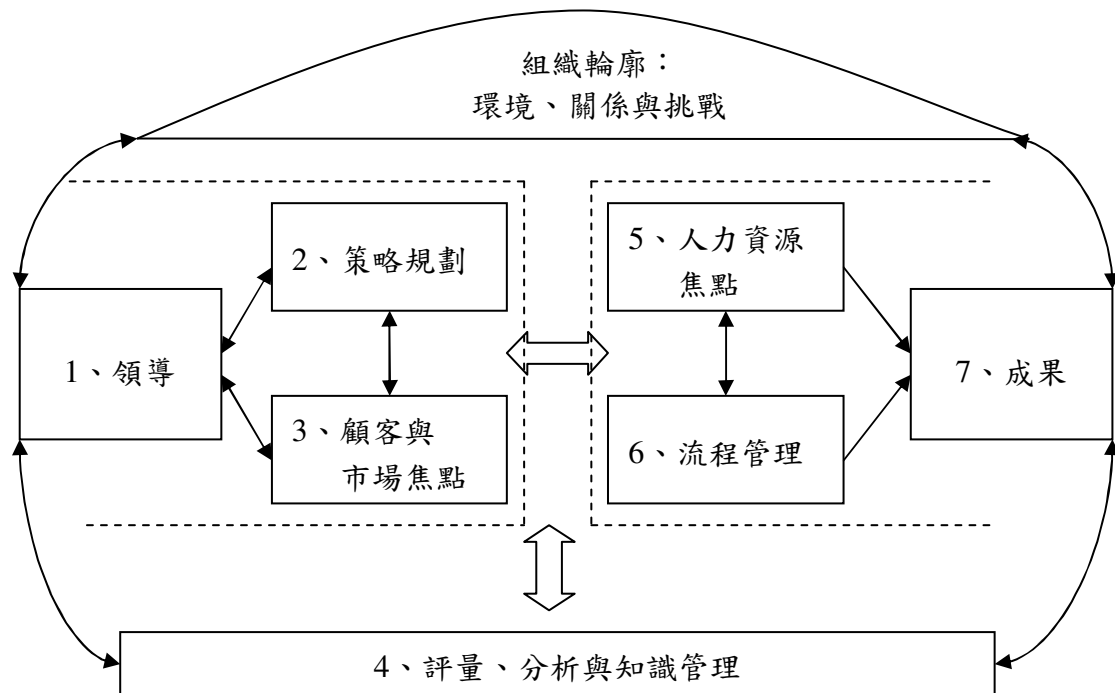 組織輪廓：
環境、關係與挑戰
2、策略規劃
5、人力資源
焦點
1、領導
7、成果
3、顧客與
市場焦點
6、流程管理
4、評量、分析與知識管理